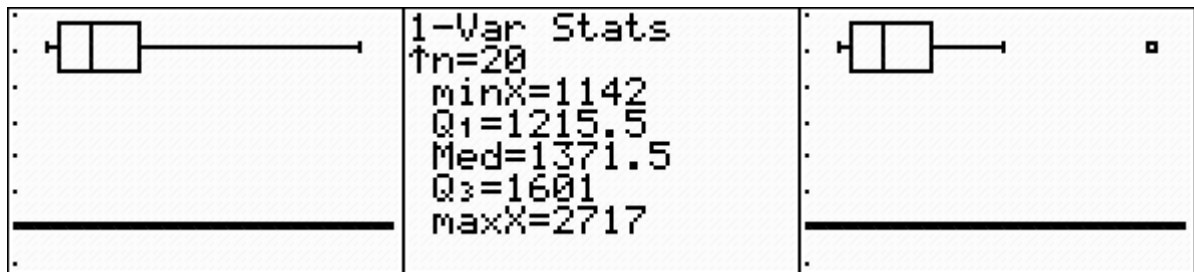 1-Var Stats
↑n=20
minX=1142
Q₁=1215.5
Med=1371.5
Q₃=1601
maxX=2717